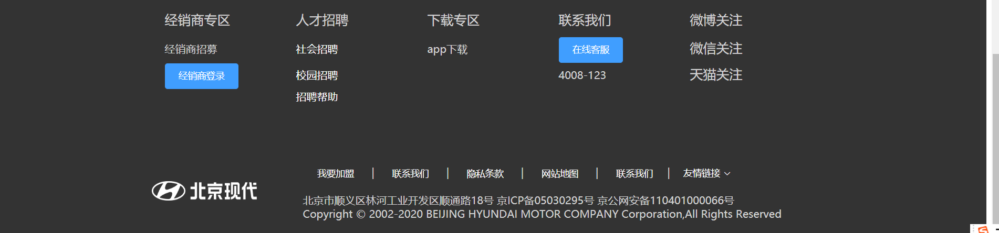 经销商专区 人才招聘 下载专区 联系我们 微博关注
经销商招募 社会招聘 app下载 在线客服 微信关注
经销商登录 校园招聘 4008-123 天猫关注
招聘帮助
我要加盟 | 联系我们 | 隐私条款 | 网站地图 | 联系我们 | 友情链接
北京现代
北京市顺义区林河工业开发区顺通路18号 京ICP备05030295号 京公网安备110401000066号
Copyright © 2002-2020 BEIJING HYUNDAI MOTOR COMPANY Corporation,All Rights Reserved